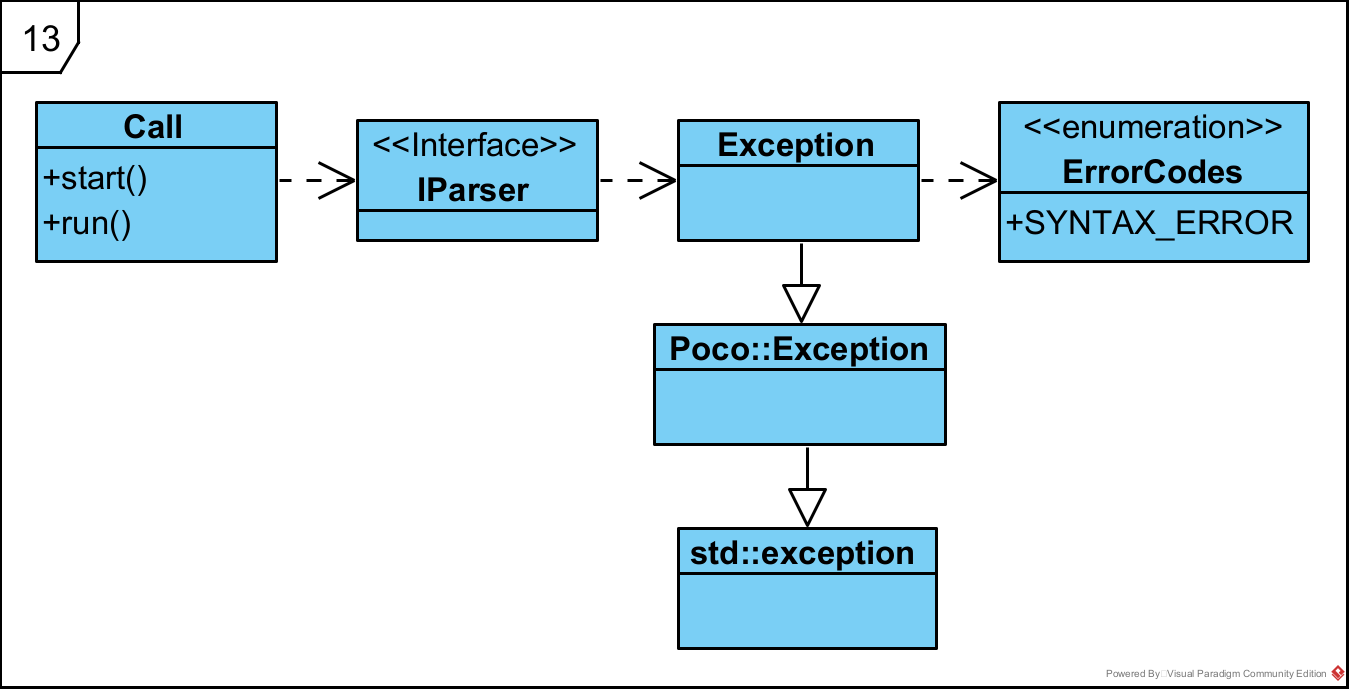 13
Call
+start()
+run()
<<Interface>>
IParser
Exception
<<enumeration>>
ErrorCodes
+SYNTAX_ERROR
Poco::Exception
std::exception
Powered By Visual Paradigm Community Edition